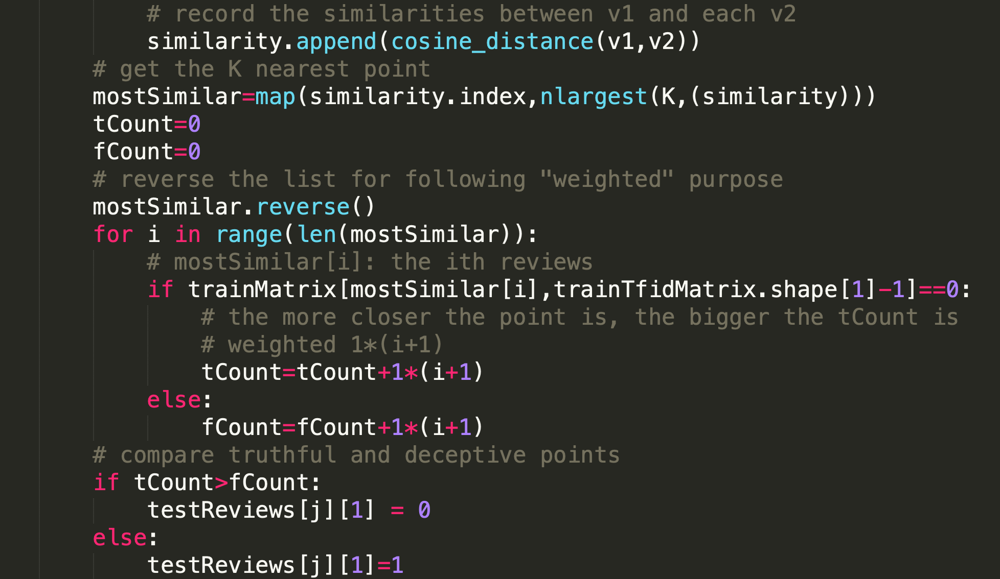 # record the similarities between v1 and each v2
similarity.append(cosine_distance(v1,v2))
# get the K nearest point
mostSimilar=map(similarity.index,nlargest(K,(similarity)))
tCount=0
fCount=0
# reverse the list for following "weighted" purpose
mostSimilar.reverse()
for i in range(len(mostSimilar)):
# mostSimilar[i]: the ith reviews
if trainMatrix[mostSimilar[i],trainTfidMatrix.shape[1]-1]==0:
# the more closer the point is, the bigger the tCount is
# weighted 1*(i+1)
tCount=tCount+1*(i+1)
else:
fCount=fCount+1*(i+1)
# compare truthful and deceptive points
if tCount>fCount:
testReviews[j][1] = 0
else:
testReviews[j][1]=1